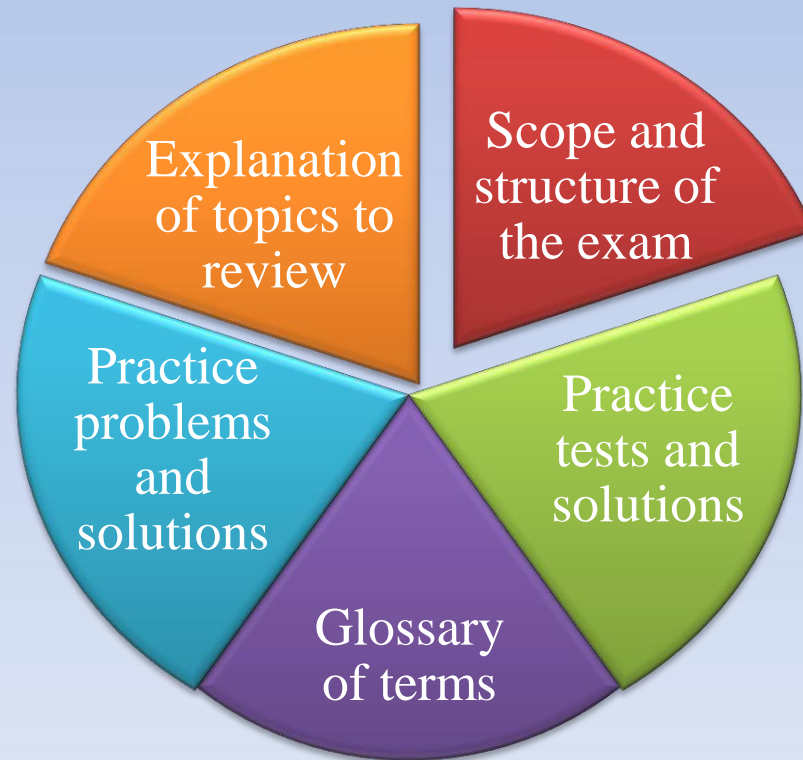 Explanation
of topics to
review
Scope and
structure of
the exam
Practice
problems
and
solutions
Practice
tests and
solutions
Glossary
of terms